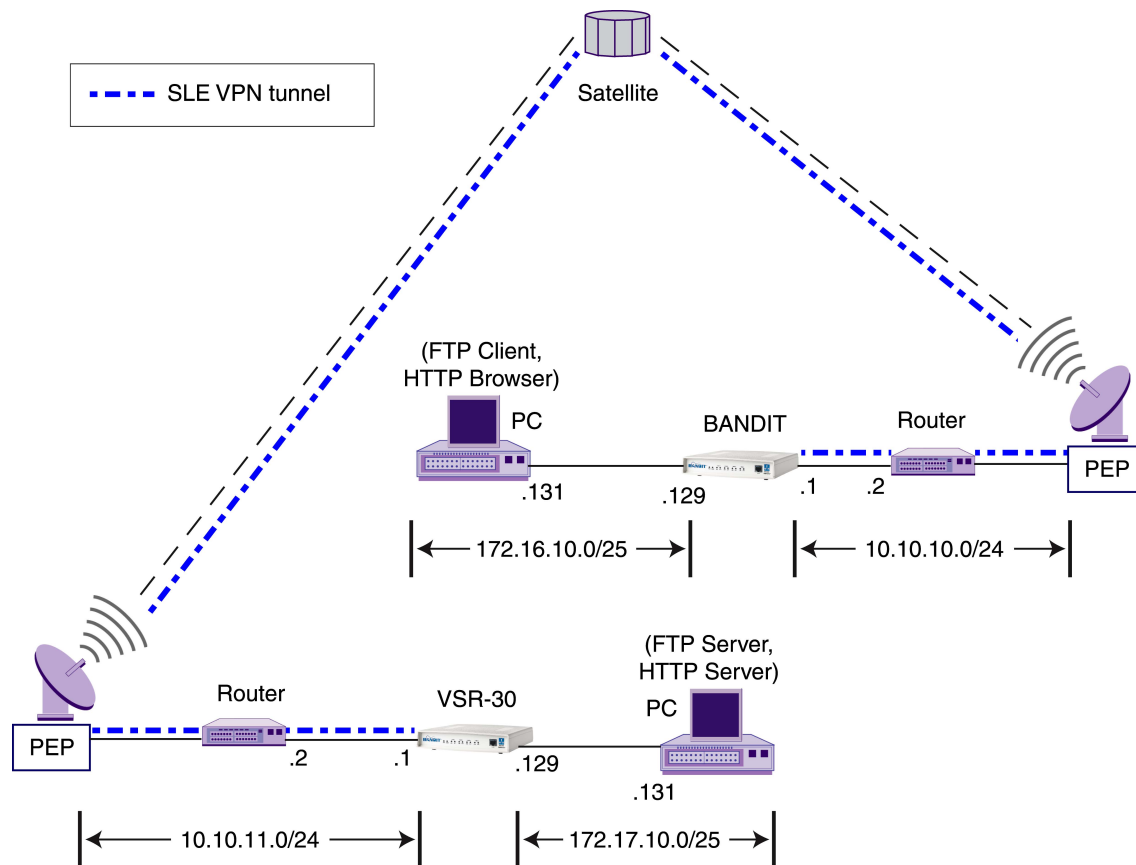 Satellite
SLE VPN tunnel
(FTP Client,
HTTP Browser)
PC
BANDIT
Router
PEP
.131
.129
.1
.2
172.16.10.0/25
10.10.10.0/24
(FTP Server,
HTTP Server)
PC
Router
VSR-30
PEP
.2
.1
.129
.131
10.10.11.0/24
172.17.10.0/25
BANDIT
BANDIT